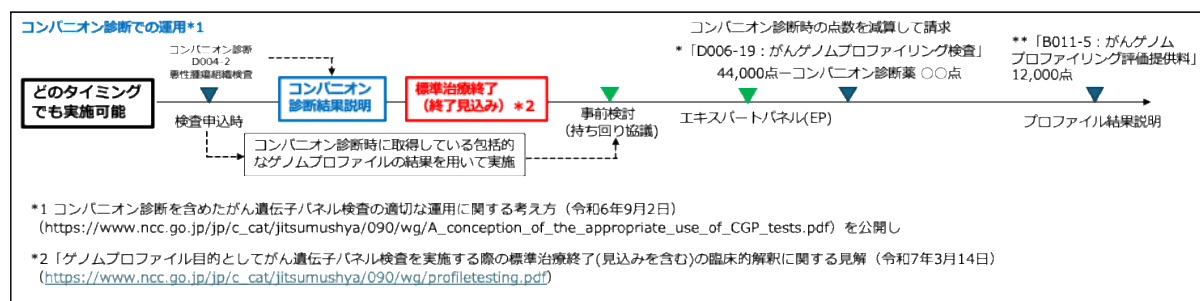 コンパニオン診断での運用*1
コンパニオン診断
D004-2
悪性腫瘍組織検査
コンパニオン診断時の点数を減算して請求
*「D006-19：がんゲノムプロファイリング検査」
44,000点－コンパニオン診断薬 ○○点
**「B011-5：がんゲノム
プロファイリング評価提供料」
12,000点
どのタイミング
でも実施可能
検査申込時
コンパニオン
診断結果説明
標準治療終了
（終了見込み）＊2
事前検討
(持ち回り協議)
エキスパートパネル(EP)
プロファイル結果説明
コンパニオン診断時に取得している包括的
なゲノムプロファイルの結果を用いて実施
*1 コンパニオン診断を含めたがん遺伝子パネル検査の適切な運用に関する考え方（令和6年9月2日）
（https://www.ncc.go.jp/jp/c_cat/jitsumushya/090/wg/A_conception_of_the_appropriate_use_of_CGP_tests.pdf）を公開し
*2「ゲノムプロファイル目的としてがん遺伝子パネル検査を実施する際の標準治療終了(見込みを含む)の臨床的解釈に関する見解（令和7年3月14日）
（https://www.ncc.go.jp/jp/c_cat/jitsumushya/090/wg/profiletesting.pdf）